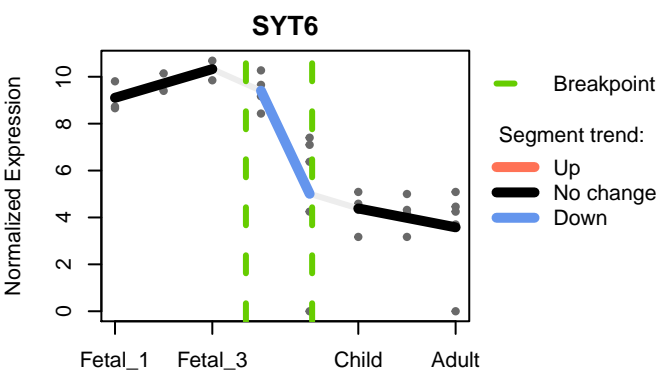 SYT6
Normalized Expression
10
8
6
4
2
0
Fetal_1
Fetal_3
Child
Adult
Breakpoint
Segment trend:
Up
No change
Down